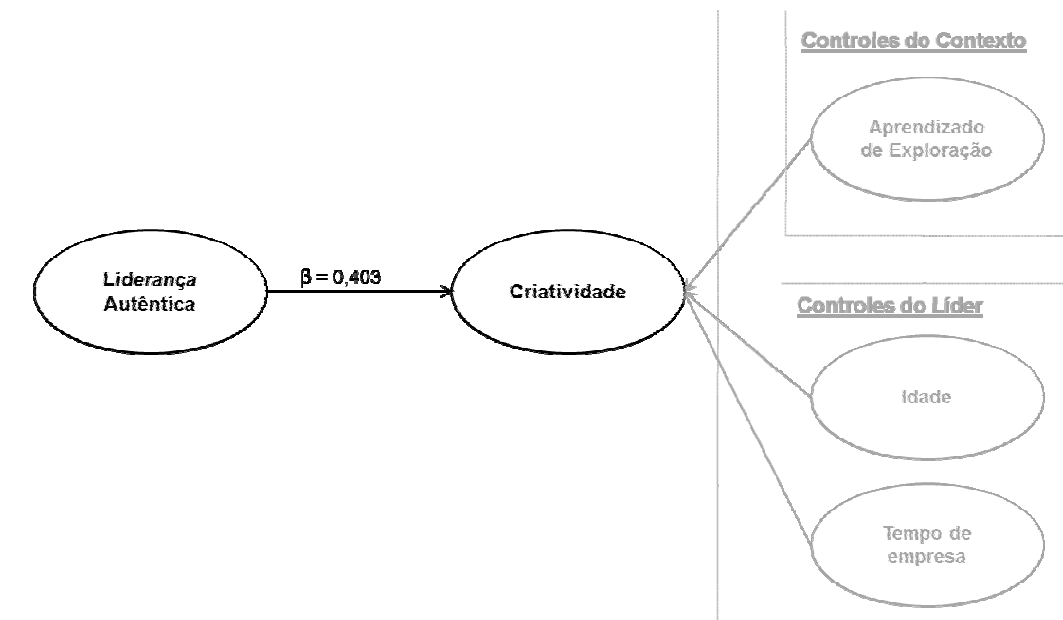 Controles do Contexto
Aprendizado
de Exploração
Liderança
Autêntica
β = 0,403
Criatividade
Controles do Líder
Idade
Tempo de
empresa